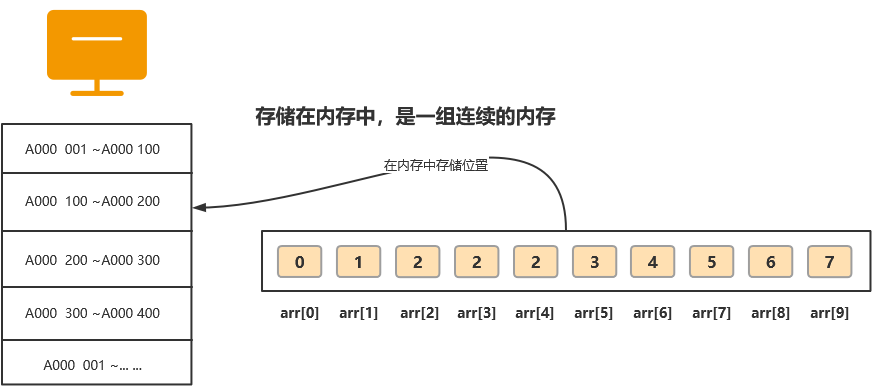 存储在内存中，是一组连续的内存
在内存中存储位置
A000  001 ~A000 100
A000  100 ~A000 200
A000  200 ~A000 300
A000  300 ~A000 400
A000  001 ~... ...
0 1 2 2 2 3 4 5 6 7
arr[0] arr[1] arr[2] arr[3] arr[4] arr[5] arr[6] arr[7] arr[8] arr[9]